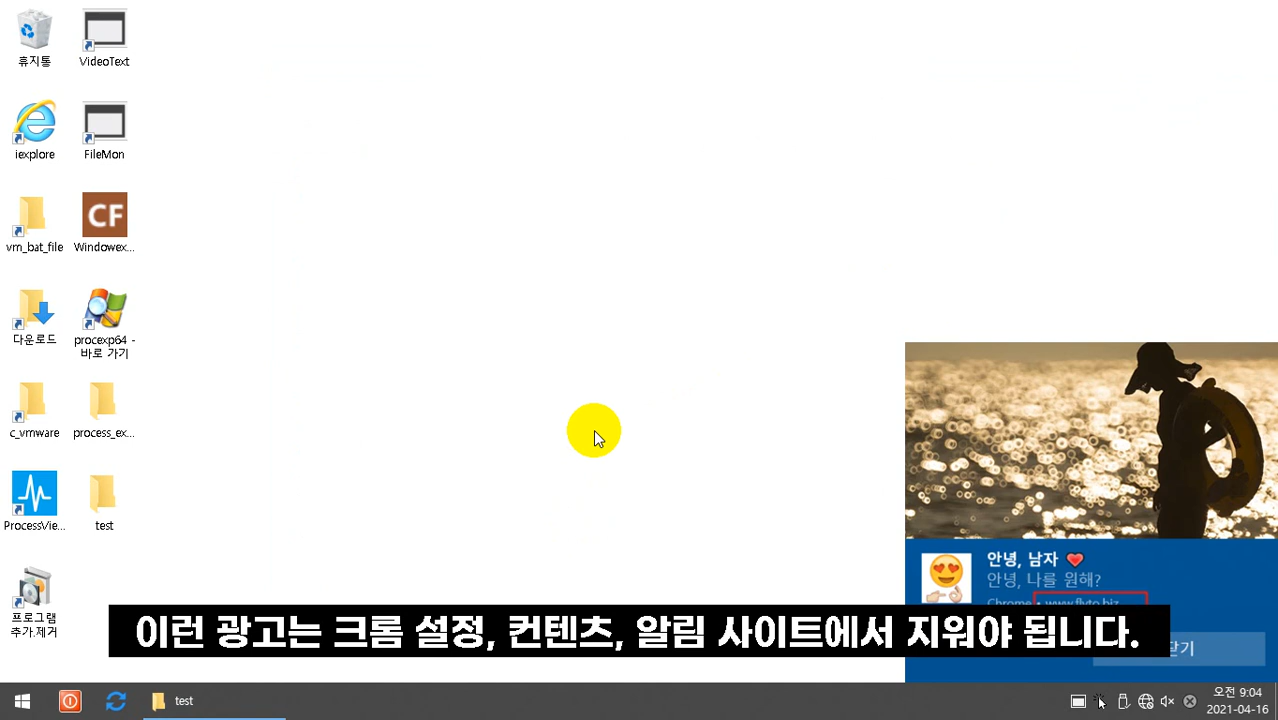 휴지통
VideoText
iexplore
FileMon
vm_bat_file
CF
Windowex...
다운로드
procexp64 -
바로 가기
c_vmware
process_ex...
ProcessVie...
test
프로그램
추가,제거
안녕, 남자
안녕, 나를 원해?
Chrome • www.flyto.biz
이런 광고는 크롬 설정, 컨텐츠, 알림 사이트에서 지워야 됩니다.
닫기
test
오전 9:04
2021-04-16